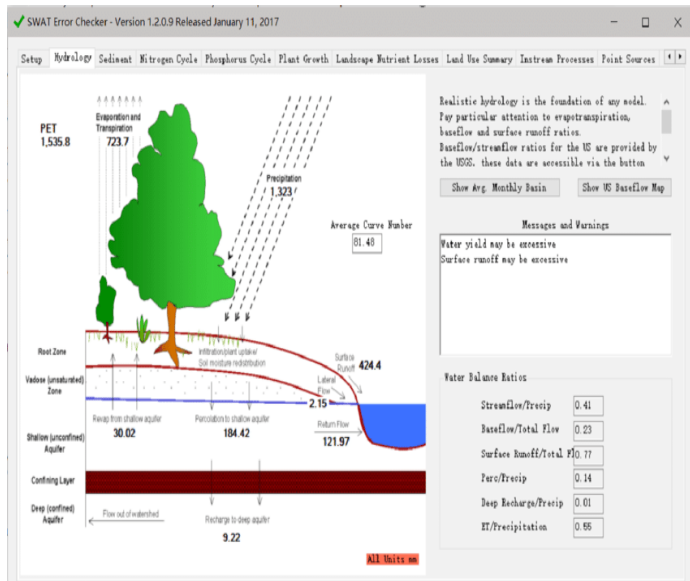 SWAT Error Checker - Version 1.2.0.9 Released January 11, 2017
Setup Hydrology Sediment Nitrogen Cycle Phosphorus Cycle Plant Growth Landscape Nutrient Losses Land Use Summary Instream Processes Point Sources
PET
1,535.8
Evaporation and
Transpiration
723.7
Precipitation
1,323
Average Curve Number
81.48
Root Zone
Infiltration/plant uptake/
Soil moisture redistribution
Surface
Runoff
424.4
Vadose (unsaturated)
Zone
Lateral
Flow
2.15
Revap from shallow aquifer
30.02
Percolation to shallow aquifer
184.42
Return Flow
121.97
Shallow (unconfined)
Aquifer
Confining Layer
Deep (confined)
Aquifer
Flow out of watershed
Recharge to deep aquifer
9.22
All Units mm
Realistic hydrology is the foundation of any model.
Pay particular attention to evapotranspiration,
baseflow and surface runoff ratios.
Baseflow/streamflow ratios for the US are provided by
the USGS. these data are accessible via the button
Show Avg. Monthly Basin
Show US Baseflow Map
Messages and Warnings
Water yield may be excessive
Surface runoff may be excessive
Water Balance Ratios
Streamflow/Precip 0.41
Baseflow/Total Flow 0.23
Surface Runoff/Total Fl 0.77
Perc/Precip 0.14
Deep Recharge/Precip 0.01
ET/Precipitation 0.55